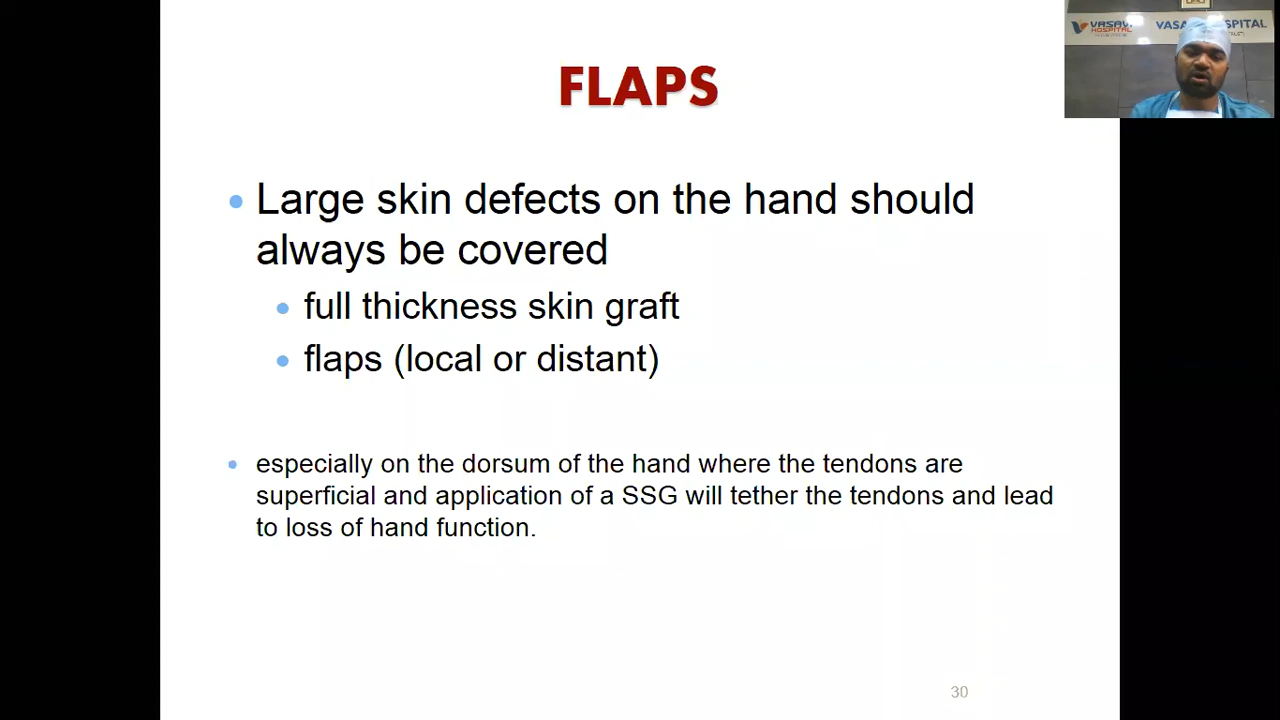 VASAVI HOSPITAL
FLAPS
Large skin defects on the hand should
always be covered
full thickness skin graft
flaps (local or distant)
especially on the dorsum of the hand where the tendons are
superficial and application of a SSG will tether the tendons and lead
to loss of hand function.
30